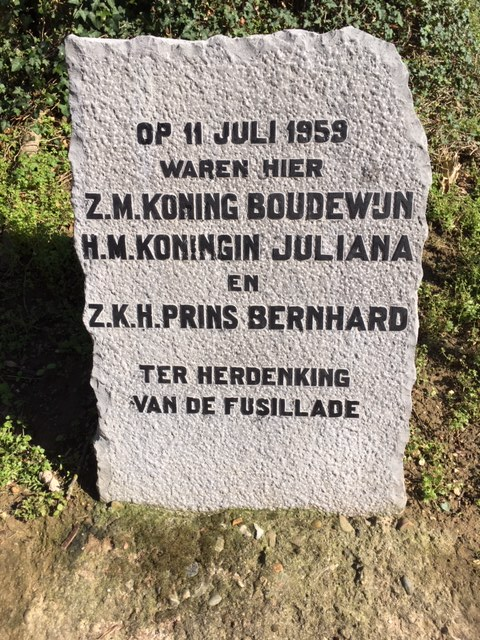 OP 11 JULI 1959
WAREN HIER
Z.M.KONING BOUDEWIJN
H.M.KONINGIN JULIANA
EN
Z.K.H.PRINS BERNHARD
TER HERDENKING
VAN DE FUSILLADE